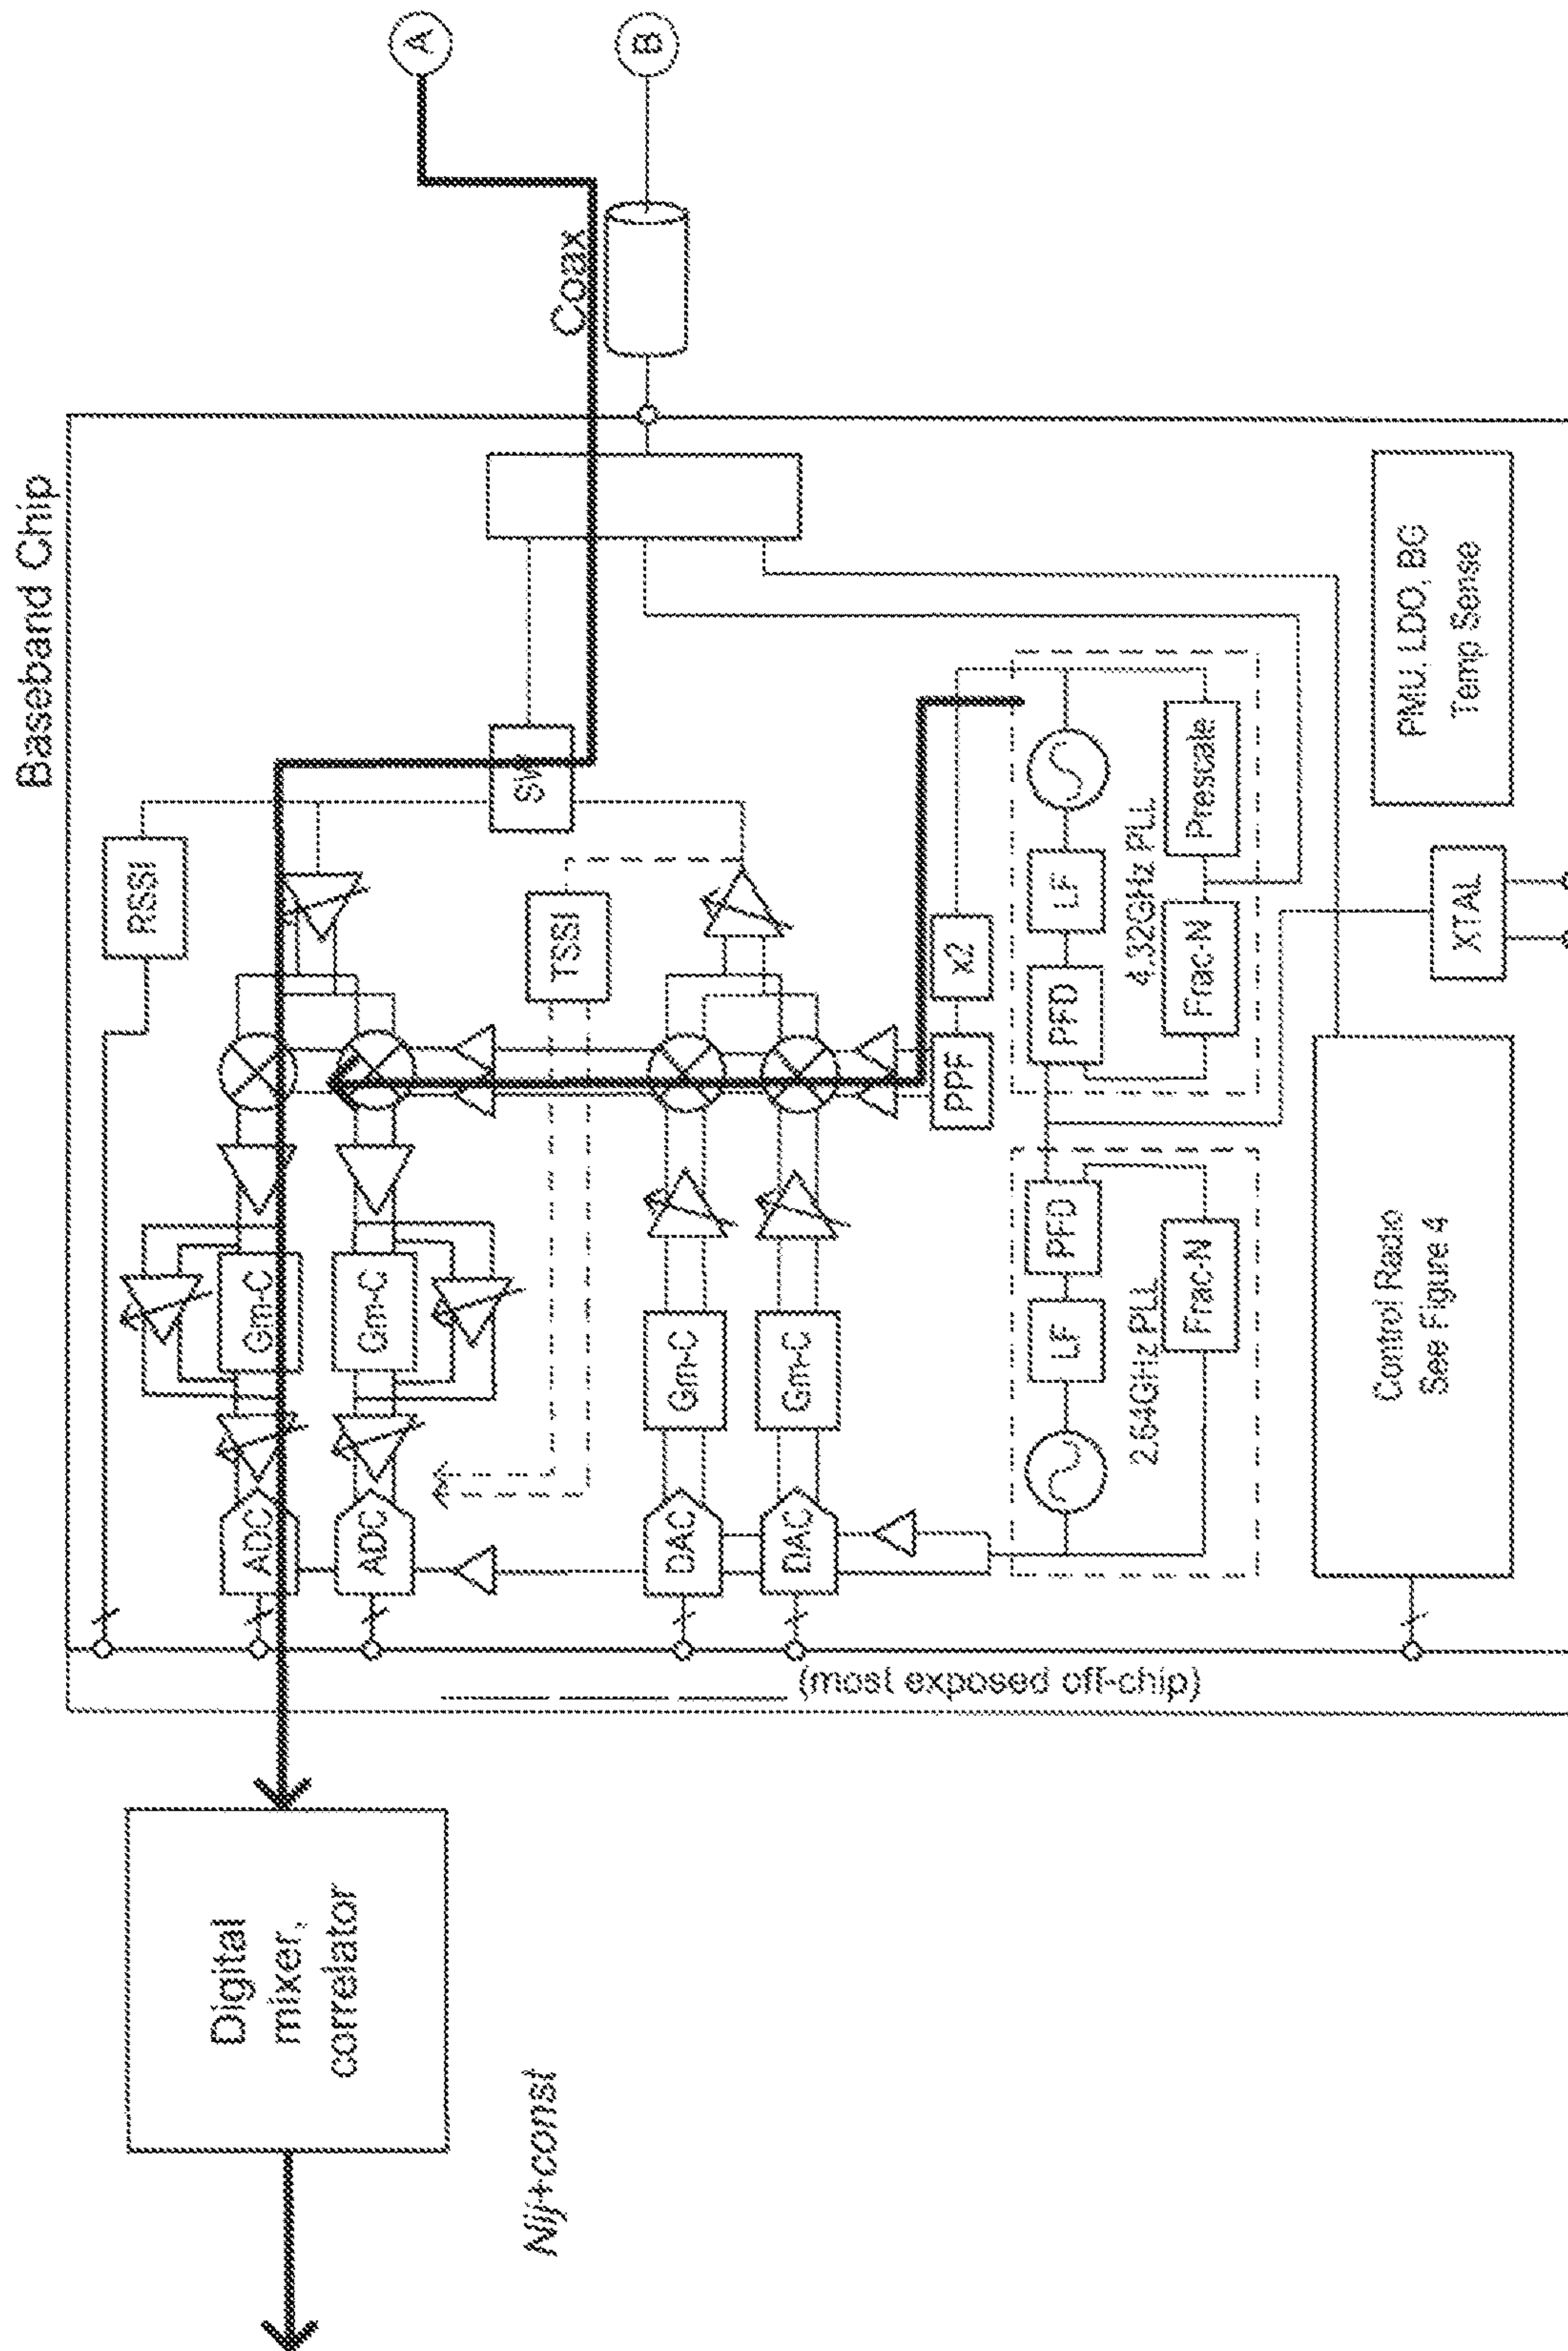 Baseband Chip
A
B
Coax
RSSI
SW
TSSI
x2
PPF
LF
PFD
4.32GHz PLL
Prescale
Frac-N
PMU, LDO, BG
Temp Sense
XTAL
Gm-C
Gm-C
Gm-C
Gm-C
ADC
ADC
DAC
DAC
PFD
LF
2.64GHz PLL
Frac-N
Control Radio
See Figure 4
(most exposed off-chip)
Digital
mixer,
correlator
Nij+const